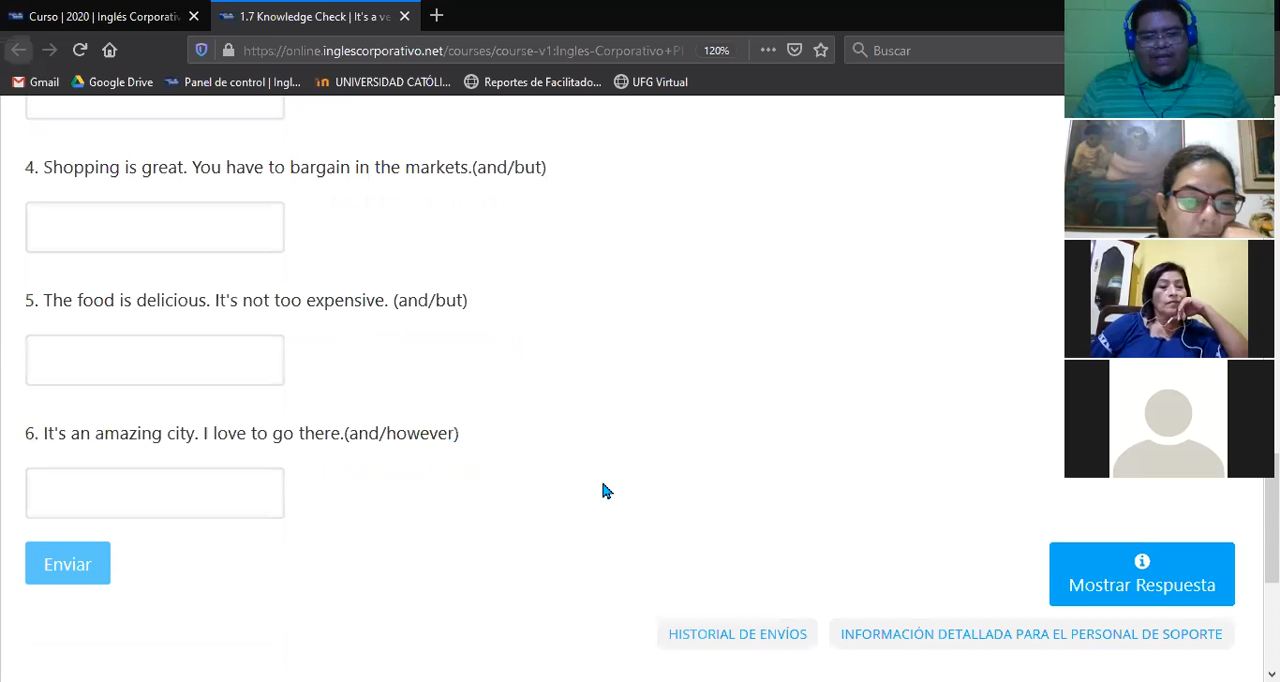 Curso | 2020 | Inglés Corporativ
1.7 Knowledge Check | It's a ve
https://online.inglescorporativo.net/courses/course-v1:Ingles-Corporativo+P
120%
Buscar
Gmail
Google Drive
Panel de control | Ingl...
in
UNIVERSIDAD CATÓLI...
Reportes de Facilitado...
UFG Virtual
4. Shopping is great. You have to bargain in the markets.(and/but)
5. The food is delicious. It's not too expensive. (and/but)
6. It's an amazing city. I love to go there.(and/however)
Enviar
Mostrar Respuesta
HISTORIAL DE ENVÍOS
INFORMACIÓN DETALLADA PARA EL PERSONAL DE SOPORTE